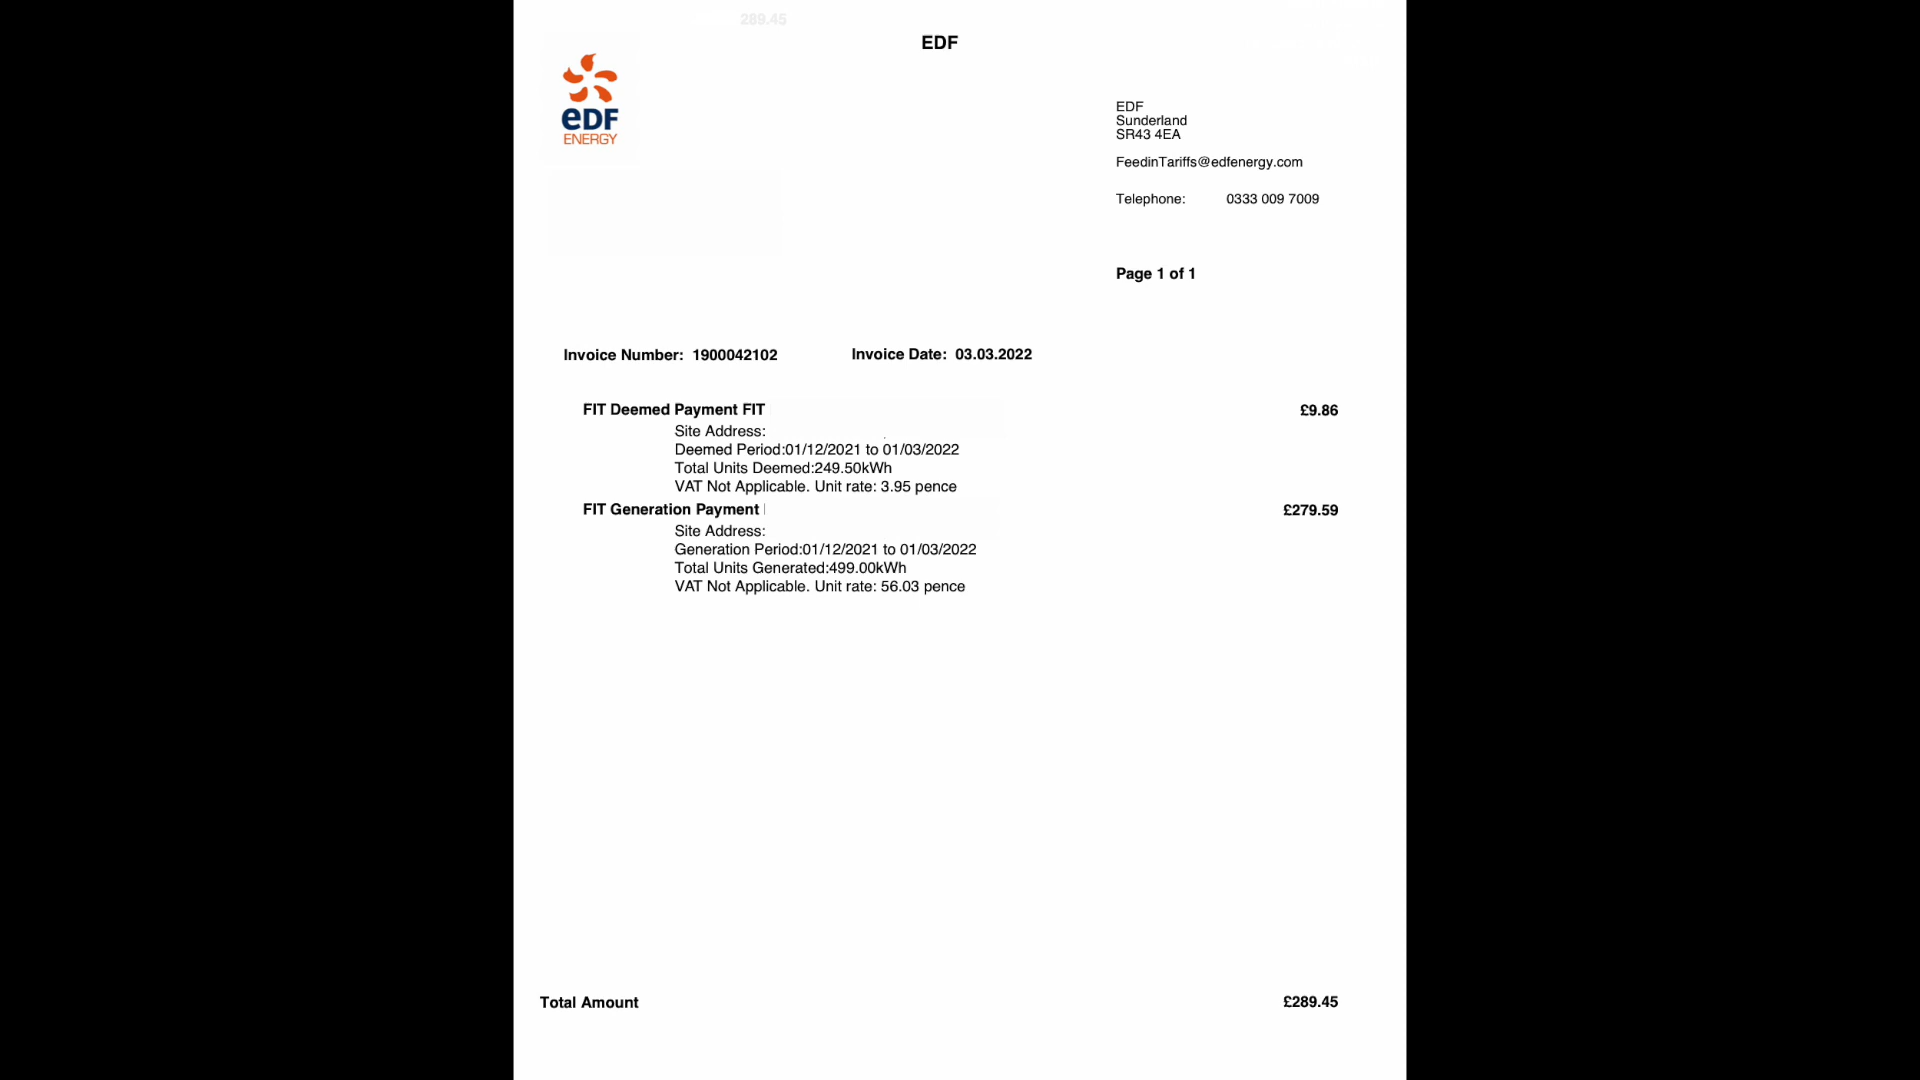 289.45
EDF
eDF
ENERGY
EDF
Sunderland
SR43 4EA
FeedinTariffs@edfenergy.com
Telephone: 0333 009 7009
Page 1 of 1
Invoice Number: 1900042102 Invoice Date: 03.03.2022
FIT Deemed Payment FIT £9.86
Site Address:
Deemed Period:01/12/2021 to 01/03/2022
Total Units Deemed:249.50kWh
VAT Not Applicable. Unit rate: 3.95 pence
FIT Generation Payment £279.59
Site Address:
Generation Period:01/12/2021 to 01/03/2022
Total Units Generated:499.00kWh
VAT Not Applicable. Unit rate: 56.03 pence
Total Amount £289.45